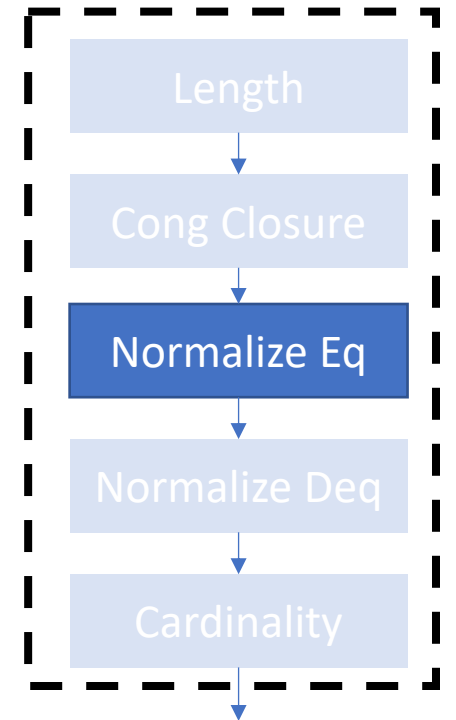 Length
Cong Closure
Normalize Eq
Normalize Deq
Cardinality